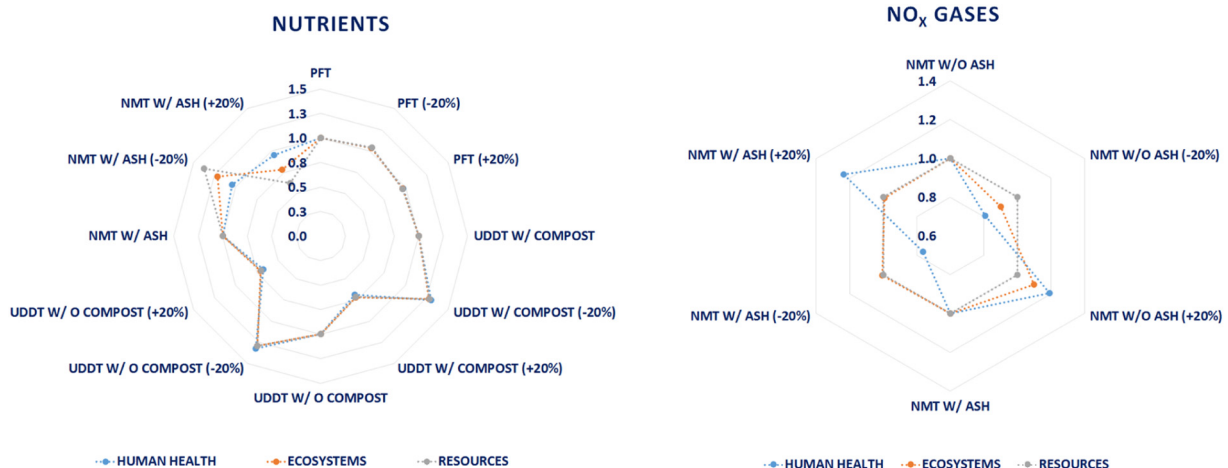 NUTRIENTS
PFT
PFT (-20%)
PFT (+20%)
UDDT W/ COMPOST
UDDT W/ COMPOST (-20%)
UDDT W/ COMPOST (+20%)
UDDT W/ O COMPOST
UDDT W/ O COMPOST (-20%)
UDDT W/ O COMPOST (+20%)
NMT W/ ASH
NMT W/ ASH (-20%)
NMT W/ ASH (+20%)
1.5
1.3
1.0
0.8
0.5
0.3
0.0
HUMAN HEALTH
ECOSYSTEMS
RESOURCES
NOX GASES
NMT W/O ASH
NMT W/O ASH (-20%)
NMT W/O ASH (+20%)
NMT W/ ASH
NMT W/ ASH (-20%)
NMT W/ ASH (+20%)
1.4
1.2
1.0
0.8
0.6
HUMAN HEALTH
ECOSYSTEMS
RESOURCES